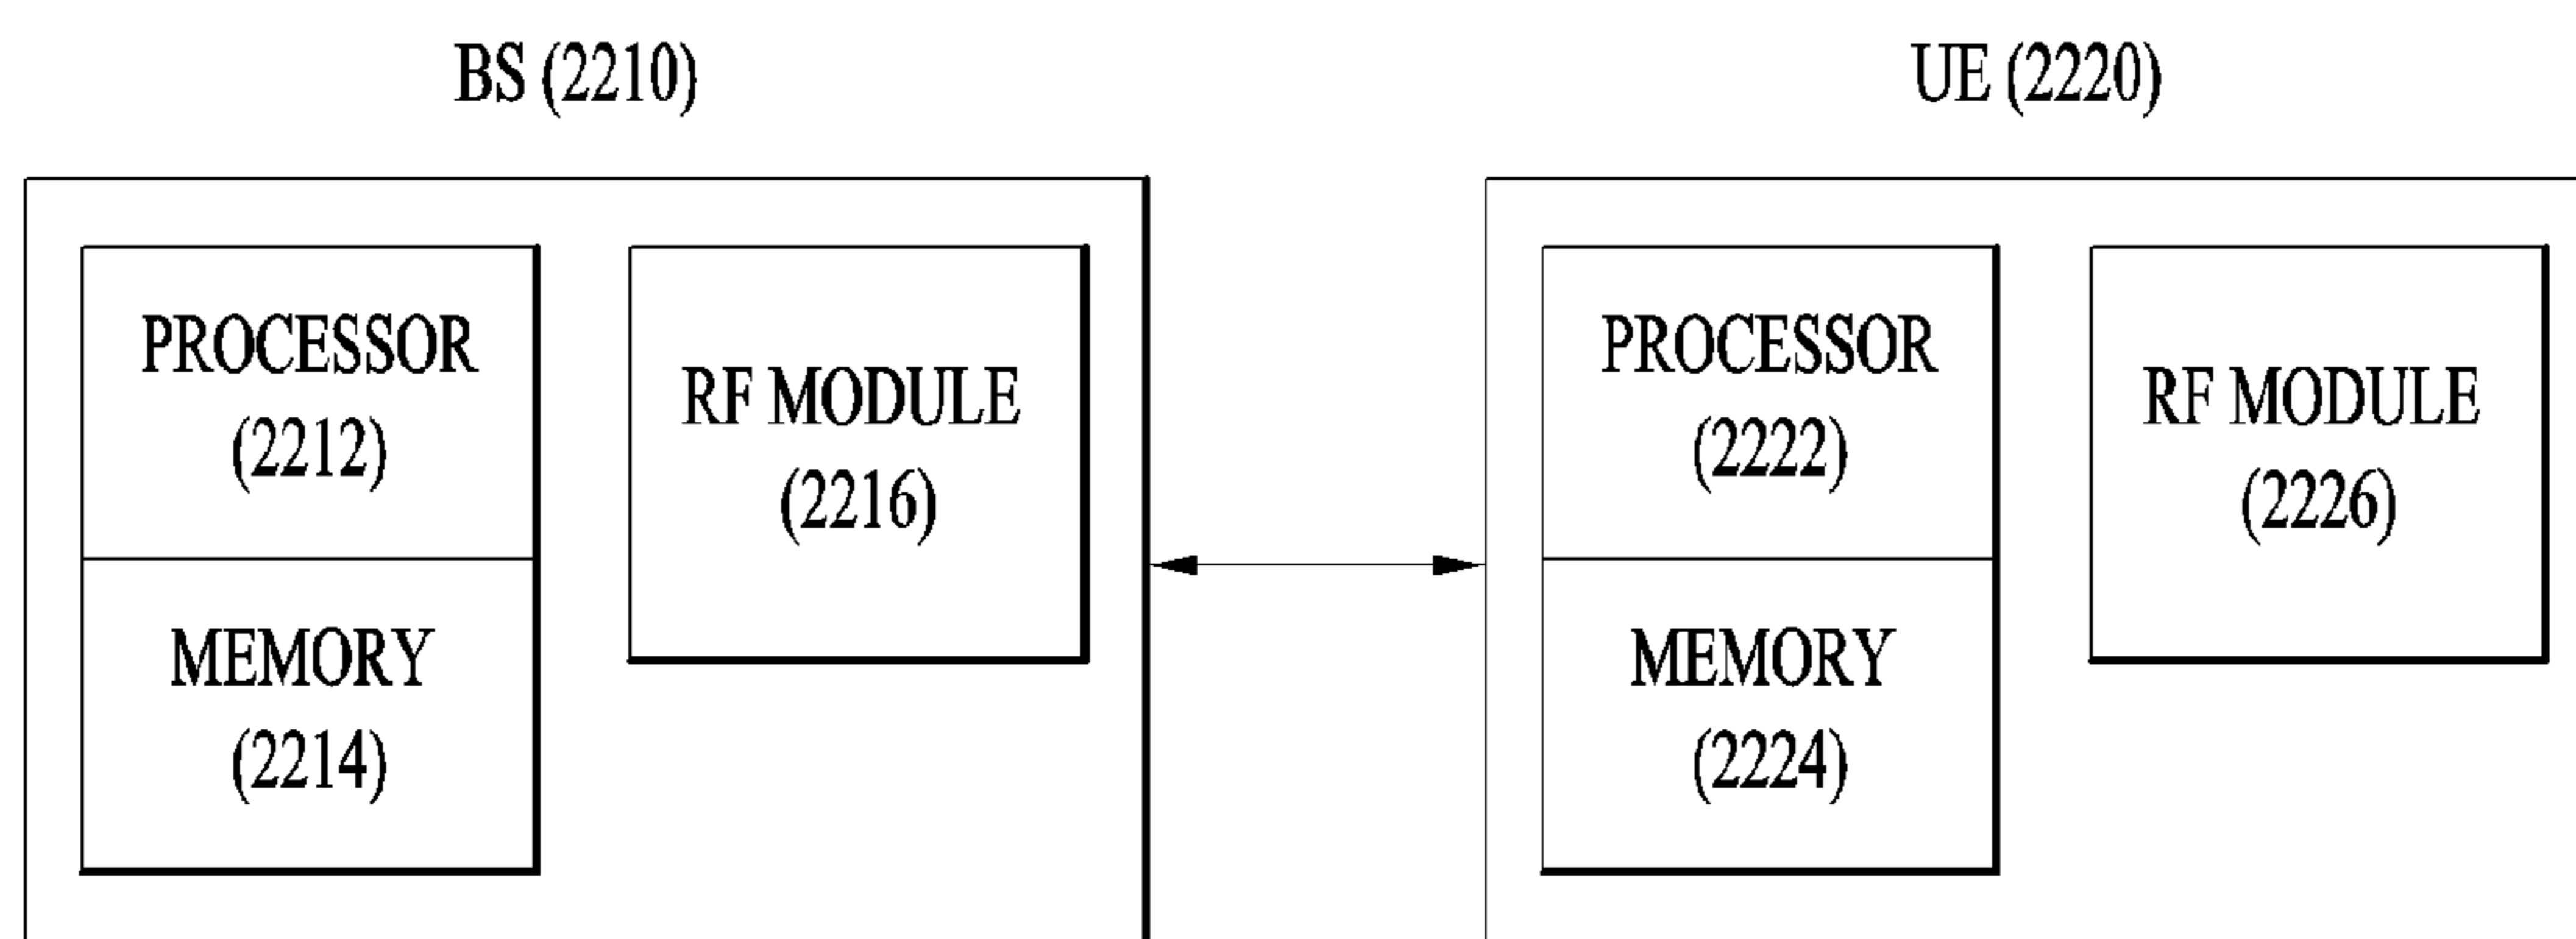 BS (2210)
PROCESSOR
(2212)
MEMORY
(2214)
RF MODULE
(2216)
UE (2220)
PROCESSOR
(2222)
MEMORY
(2224)
RF MODULE
(2226)